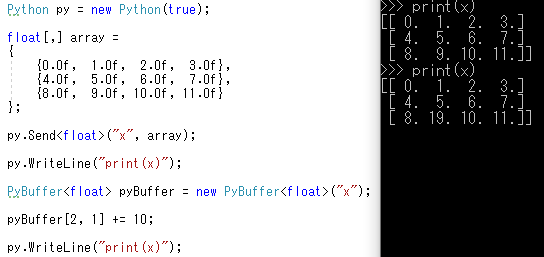 Python py = new Python(true);
float[,] array =
{
{0.0f, 1.0f, 2.0f, 3.0f},
{4.0f, 5.0f, 6.0f, 7.0f},
{8.0f, 9.0f, 10.0f, 11.0f}
};
py.Send<float>("x", array);
py.WriteLine("print(x)");
PyBuffer<float> pyBuffer = new PyBuffer<float>("x");
pyBuffer[2, 1] += 10;
py.WriteLine("print(x)");
>>> print(x)
[[ 0. 1. 2. 3.]
[ 4. 5. 6. 7.]
[ 8. 9. 10. 11.]]
>>> print(x)
[[ 0. 1. 2. 3.]
[ 4. 5. 6. 7.]
[ 8. 19. 10. 11.]]